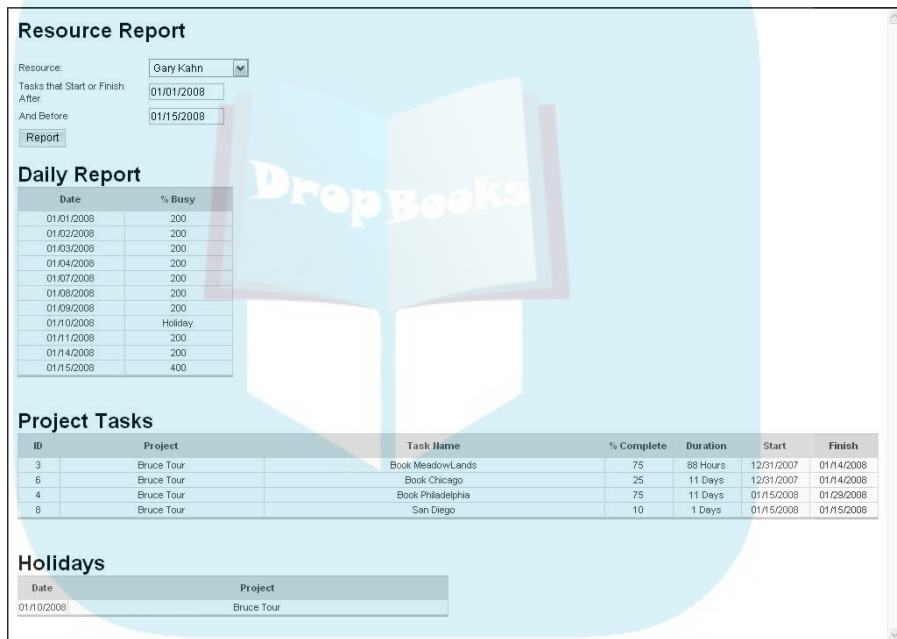 Resource Report
Resource: Gary Kahn
Tasks that Start or Finish After 01/01/2008
And Before 01/15/2008
Report
Daily Report
Date % Busy
01/01/2008 200
01/02/2008 200
01/03/2008 200
01/04/2008 200
01/07/2008 200
01/08/2008 200
01/09/2008 200
01/10/2008 Holiday
01/11/2008 200
01/14/2008 200
01/15/2008 400
DropBooks
Project Tasks
ID Project Task Name % Complete Duration Start Finish
3 Bruce Tour Book MeadowLands 75 88 Hours 12/31/2007 01/14/2008
6 Bruce Tour Book Chicago 25 11 Days 12/31/2007 01/14/2008
4 Bruce Tour Book Philadelphia 75 11 Days 01/15/2008 01/29/2008
8 Bruce Tour San Diego 10 1 Days 01/15/2008 01/15/2008
Holidays
Date Project
01/10/2008 Bruce Tour